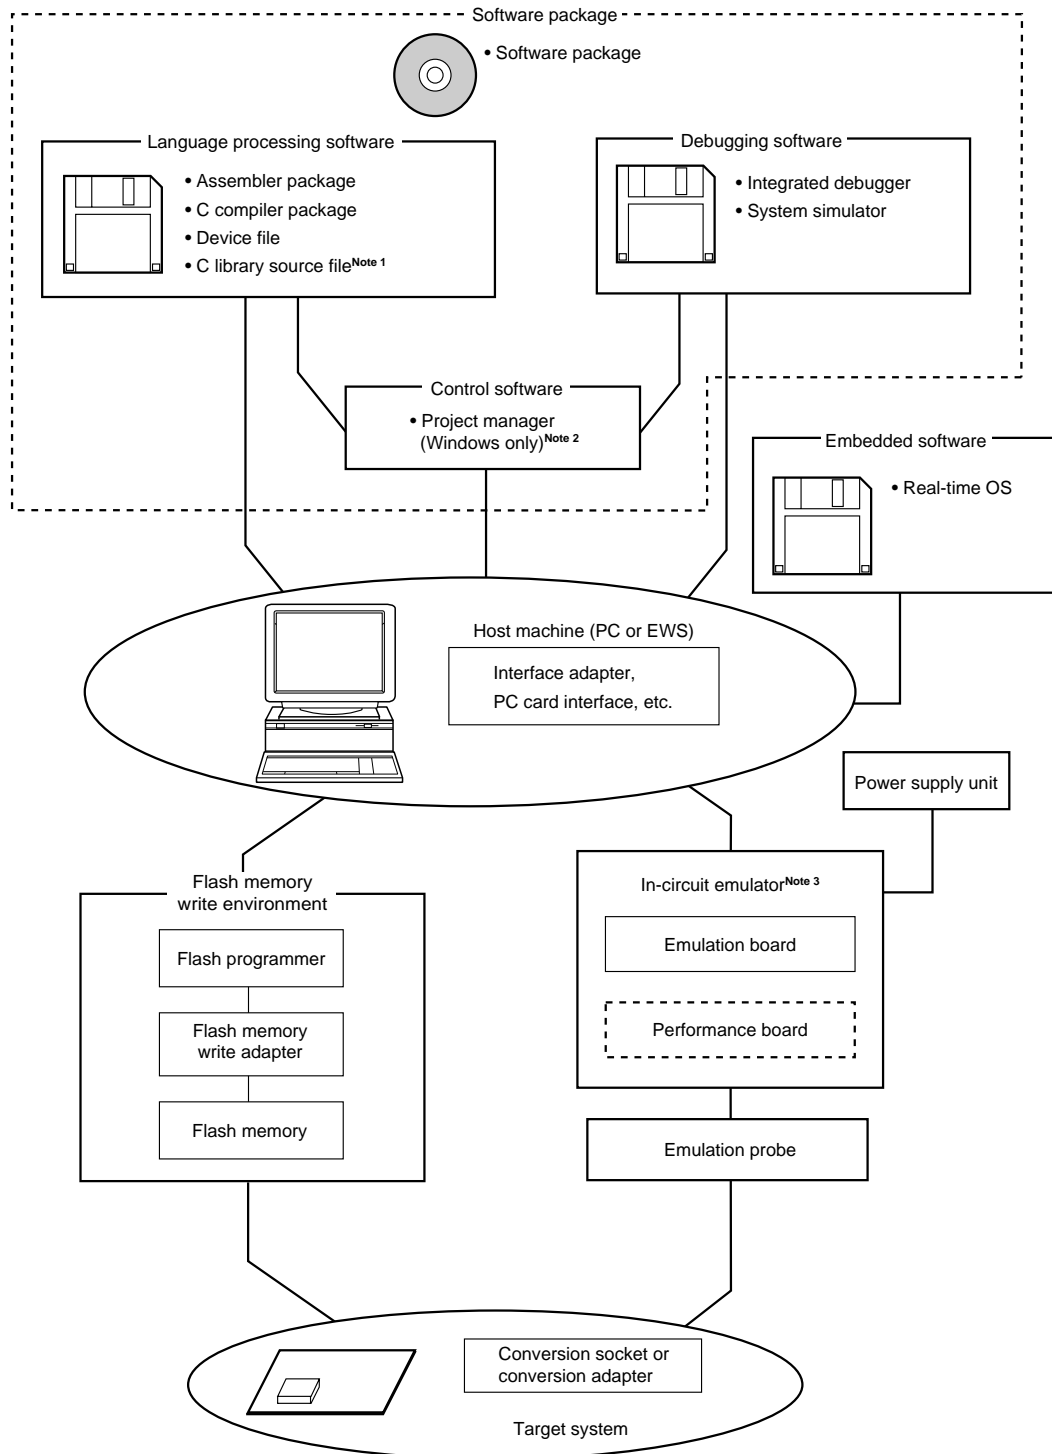 Software package
• Software package
Language processing software
• Assembler package
• C compiler package
• Device file
• C library source fileNote 1
Debugging software
• Integrated debugger
• System simulator
Control software
• Project manager
(Windows only)Note 2
Embedded software
• Real-time OS
Host machine (PC or EWS)
Interface adapter,
PC card interface, etc.
Power supply unit
Flash memory
write environment
Flash programmer
Flash memory
write adapter
Flash memory
In-circuit emulatorNote 3
Emulation board
Performance board
Emulation probe
Conversion socket or
conversion adapter
Target system